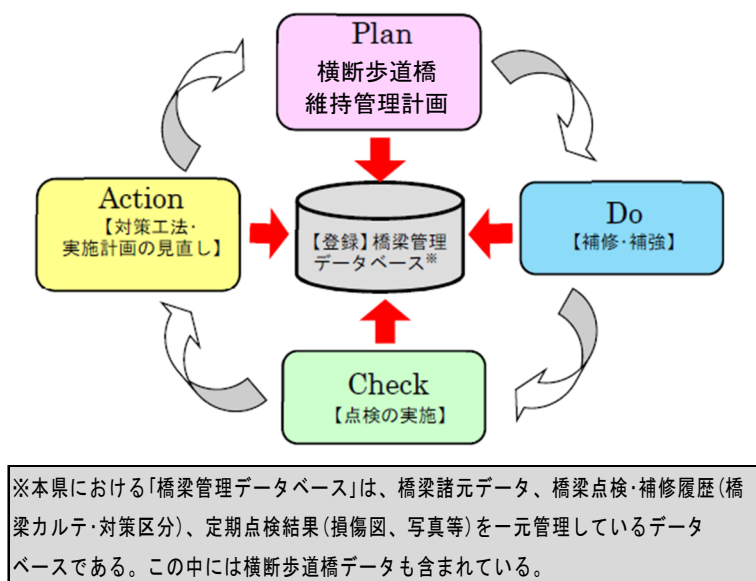 Plan
横断歩道橋
維持管理計画
Action
【対策工法･
実施計画の見直し】
【登録】橋梁管理
データベース※
Do
【補修･補強】
Check
【点検の実施】
※本県における｢橋梁管理データベース｣は、橋梁諸元データ、橋梁点検･補修履歴(橋
梁カルテ･対策区分)、定期点検結果(損傷図、写真等)を一元管理しているデータ
ベースである。この中には横断歩道橋データも含まれている。